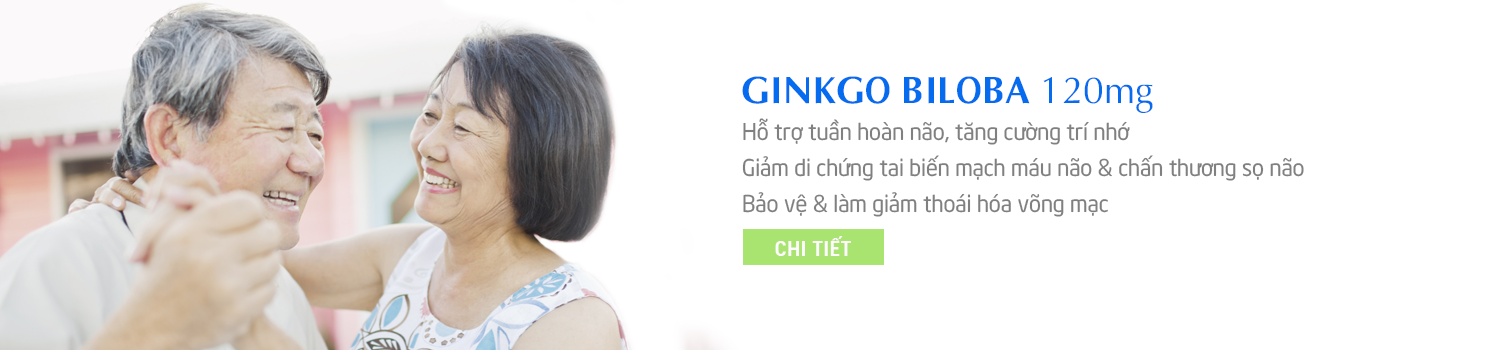 GINKGO BILOBA 120mg
Hỗ trợ tuần hoàn não, tăng cường trí nhớ
Giảm di chứng tai biến mạch máu não & chấn thương sọ não
Bảo vệ & làm giảm thoái hóa võng mạc
CHI TIẾT